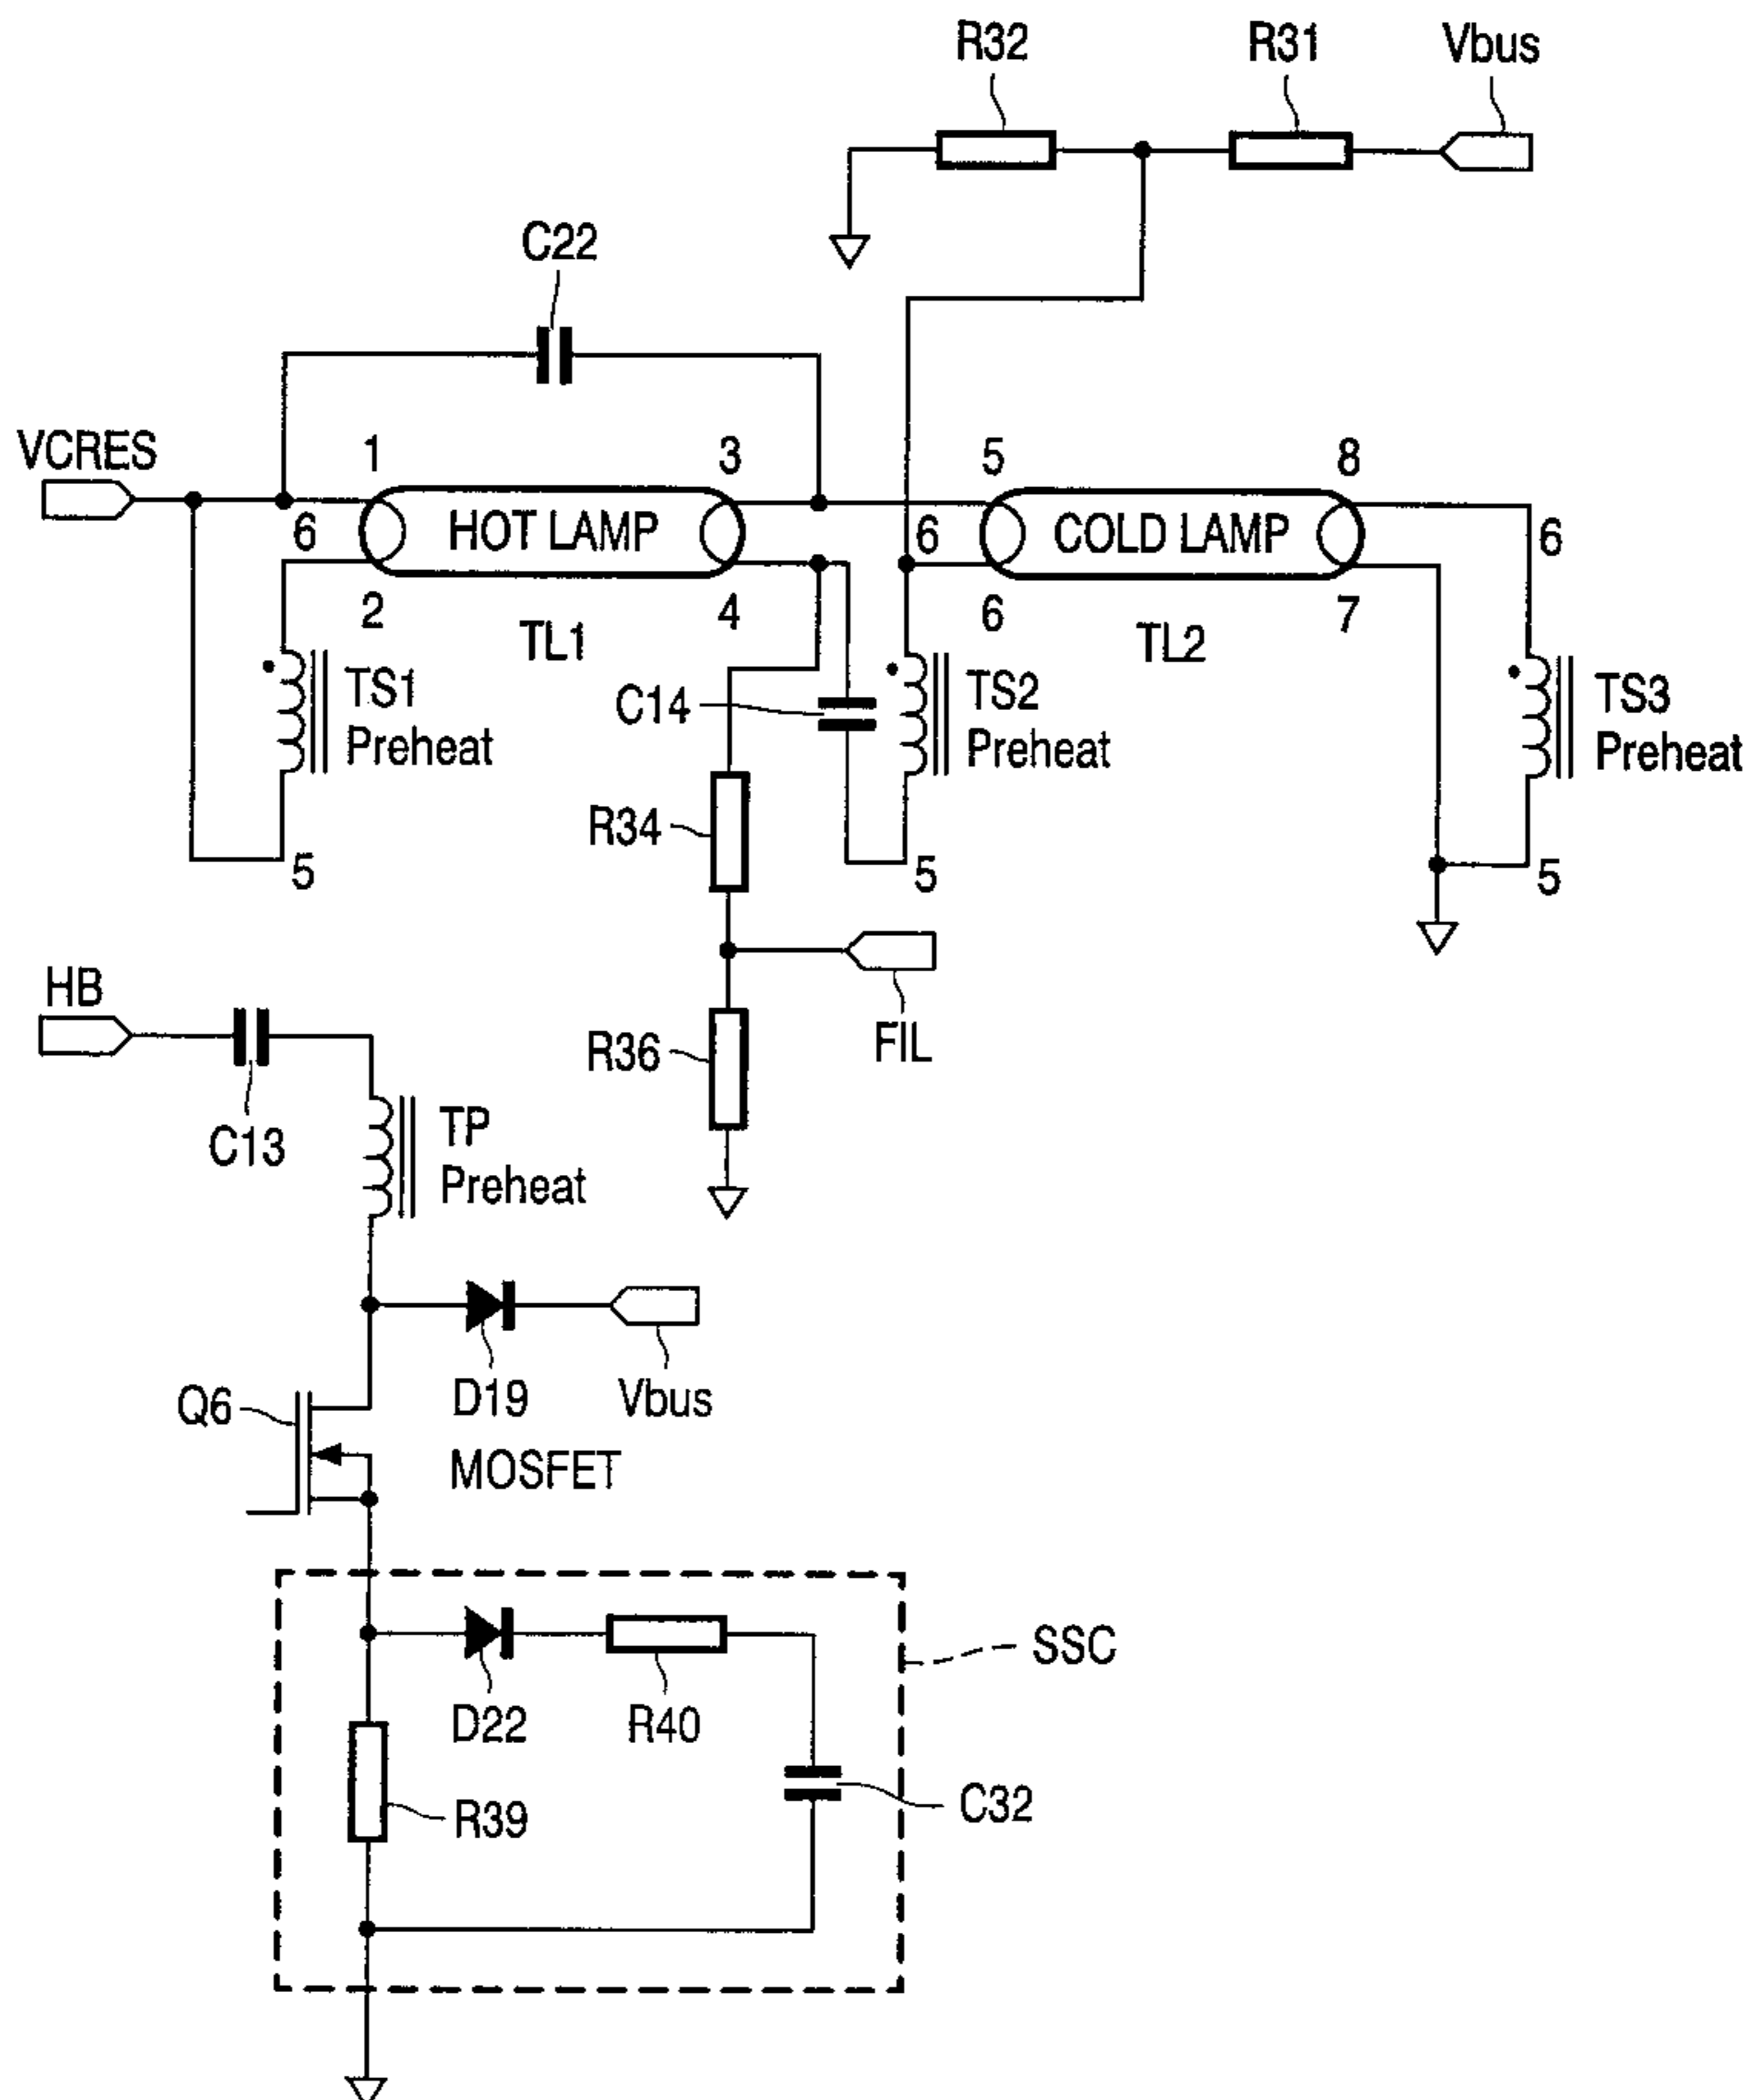 R32 R31 Vbus
C22
VCRES 1 3 5 8
6 HOT LAMP 6 COLD LAMP 6
2 4 6 7
TL1 TL2
TS1 C14 TS2 TS3
Preheat Preheat Preheat
R34
5 5 5
HB
FIL
R36
C13 TP
Preheat
Q6 D19 Vbus
MOSFET
SSC
D22 R40
R39 C32